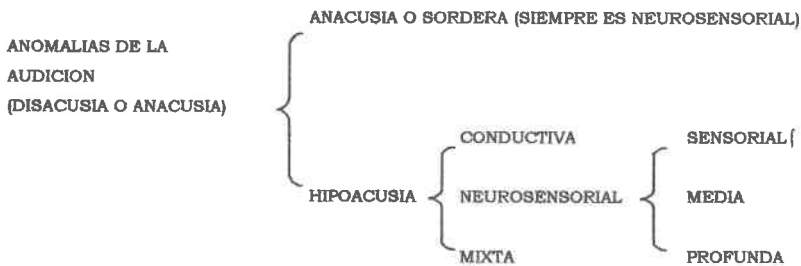 ANACUSIA O SORDERA (SIEMPRE ES NEUROSENSORIAL)
ANOMALIAS DE LA
AUDICION
(DISACUSIA O ANACUSIA)
CONDUCTIVA
SENSORIAL
HIPOACUSIA
NEUROSENSORIAL
MEDIA
MIXTA
PROFUNDA